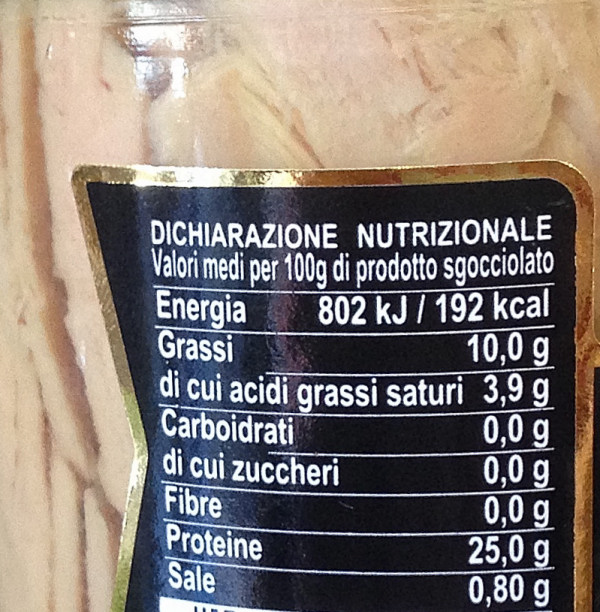 DICHIARAZIONE NUTRIZIONALE
Valori medi per 100g di prodotto sgocciolato
Energia 802 kJ / 192 kcal
Grassi 10,0 g
di cui acidi grassi saturi 3,9 g
Carboidrati 0,0 g
di cui zuccheri 0,0 g
Fibre 0,0 g
Proteine 25,0 g
Sale 0,80 g